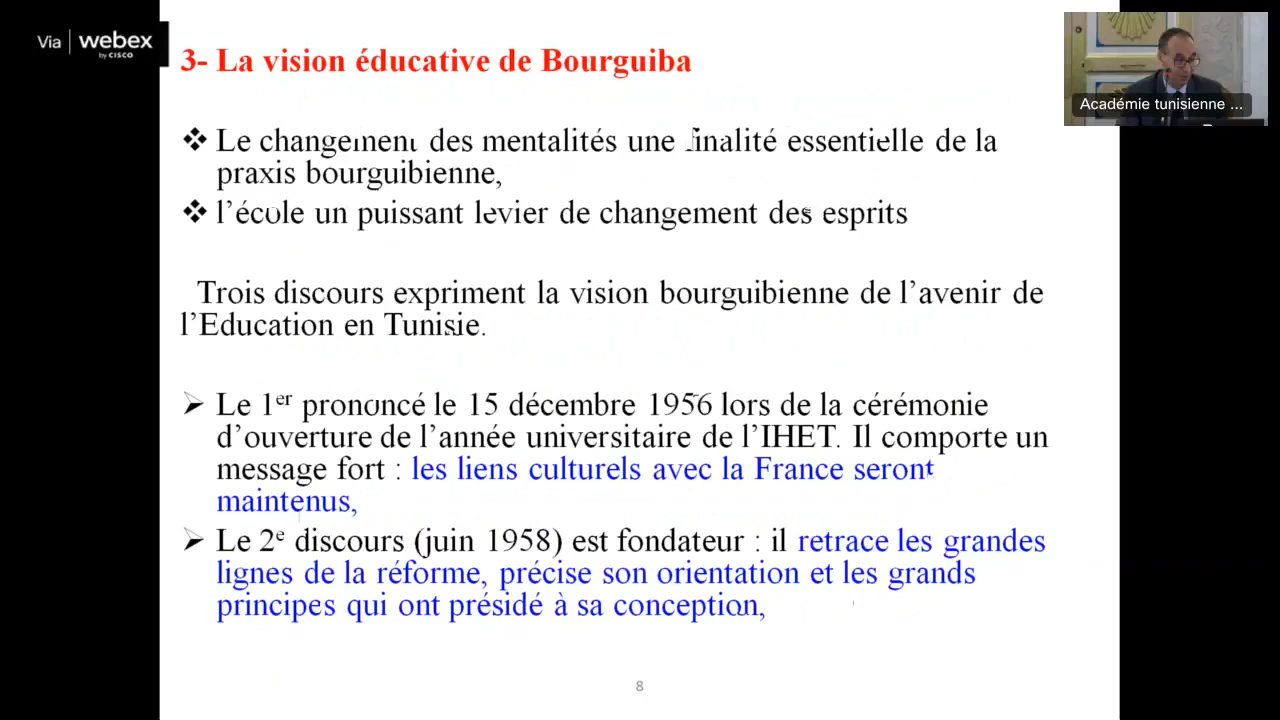 Via | webex
by CISCO
3- La vision éducative de Bourguiba
Académie tunisienne ...
❖ Le changement des mentalités une finalité essentielle de la
praxis bourguibienne,
❖ l’école un puissant levier de changement des esprits
Trois discours expriment la vision bourguibienne de l’avenir de
l’Education en Tunisie.
➢ Le 1er prononcé le 15 décembre 1956 lors de la cérémonie
d’ouverture de l’année universitaire de l’IHET. Il comporte un
message fort : les liens culturels avec la France seront
maintenus,
➢ Le 2e discours (juin 1958) est fondateur : il retrace les grandes
lignes de la réforme, précise son orientation et les grands
principes qui ont présidé à sa conception,
8